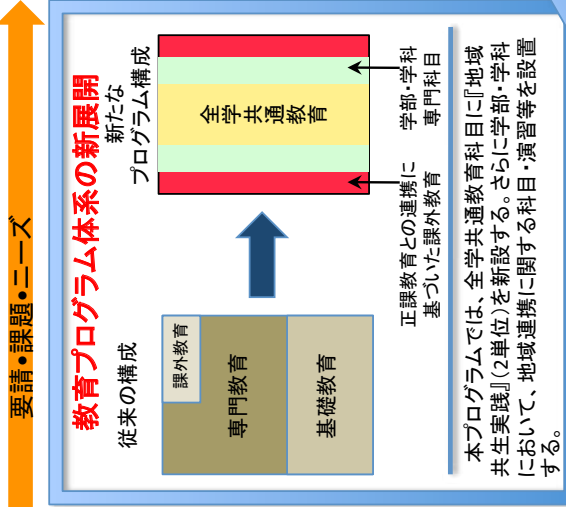 要請・課題・ニーズ
教育プログラム体系の新展開
従来の構成
課外教育
専門教育
基礎教育
新たな
プログラム構成
全学共通
教育
正課教育との連携に
基づいた課外教育
学部・学科
専門科目
本プログラムでは、全学共通教育科目に『地域
共生実践』(2単位)を新設する。さらに学部・学科
において、地域連携に関する科目・演習等を設置
する。